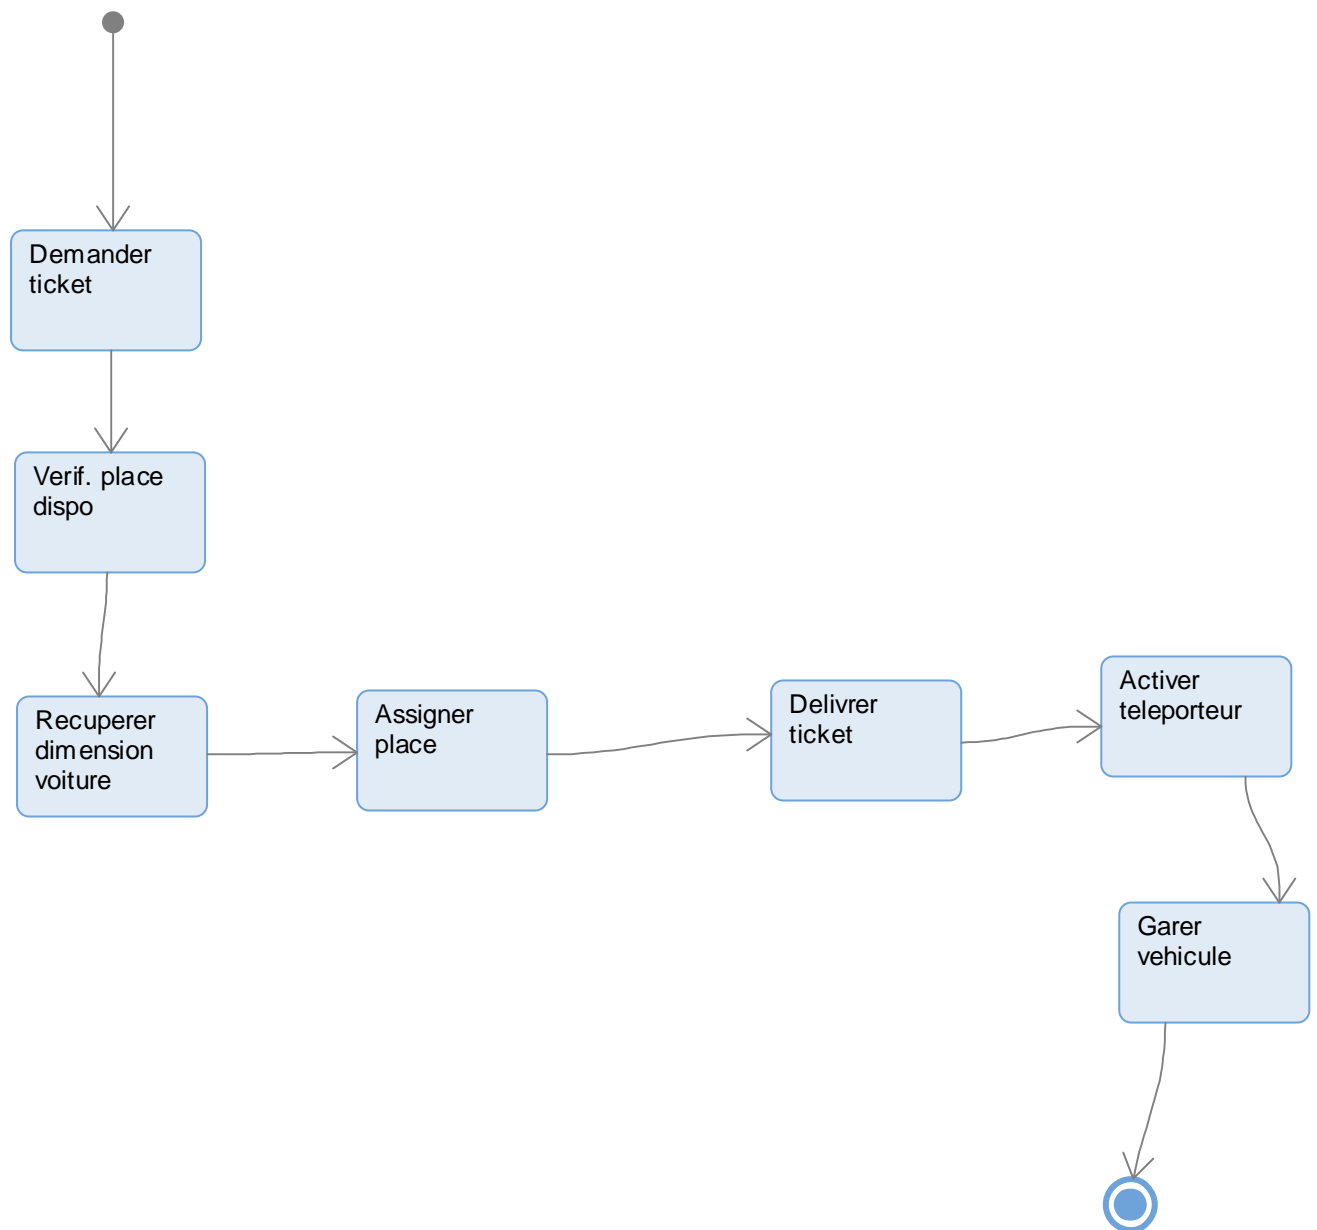 Demander
ticket
Verif. place
dispo
Recuperer
dimension
voiture
Assigner
place
Delivrer
ticket
Activer
teleporteur
Garer
vehicule